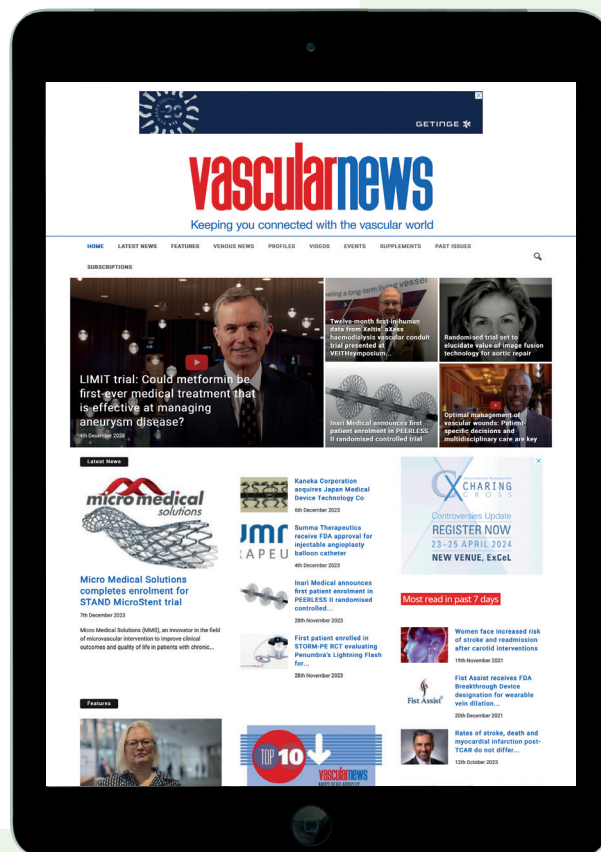 GETINGE
vascularnews
Keeping you connected with the vascular world
HOME LATEST NEWS FEATURES VENOUS NEWS PROFILES VIDEOS EVENTS SUPPLEMENTS PAST ISSUES
SUBSCRIPTIONS
LIMIT trial: Could metformin be
first-ever medical treatment that
is effective at managing
aneurysm disease?
4th December 2023
eating a long-term living vessel
Twelve-month first-in-human
data from Xeltis' aXess
haemodialysis vascular conduit
trial presented at
VEITHsymposium...
Randomised trial set to
elucidate value of image fusion
technology for aortic repair
Inari Medical announces first
patient enrolment in PEERLESS
II randomised controlled trial
Optimal management of
vascular wounds: Patient-
specific decisions and
multidisciplinary care are key
Latest News
micro medical
solutions
Micro Medical Solutions
completes enrolment for
STAND MicroStent trial
7th December 2023
Micro Medical Solutions (MMS), an innovator in the field
of microvascular intervention to improve clinical
outcomes and quality of life in patients with chronic...
Kaneka Corporation
acquires Japan Medical
Device Technology Co
6th December 2023
Summa Therapeutics
receive FDA approval for
injectable angioplasty
balloon catheter
4th December 2023
Inari Medical announces
first patient enrolment in
PEERLESS II randomised
controlled...
28th November 2023
First patient enrolled in
STORM-PE RCT evaluating
Penumbra's Lightning Flash
for...
28th November 2023
CX CHARING
CROSS
Controversies Update
REGISTER NOW
23–25 APRIL 2024
NEW VENUE, ExCeL
Most read in past 7 days
Women face increased risk
of stroke and readmission
after carotid interventions
19th November 2021
Fist Assist
Fist Assist receives FDA
Breakthrough Device
designation for wearable
vein dilation...
20th December 2021
Rates of stroke, death and
myocardial infarction post-
TCAR do not differ...
12th October 2023
Features
TOP 10
vascularnews